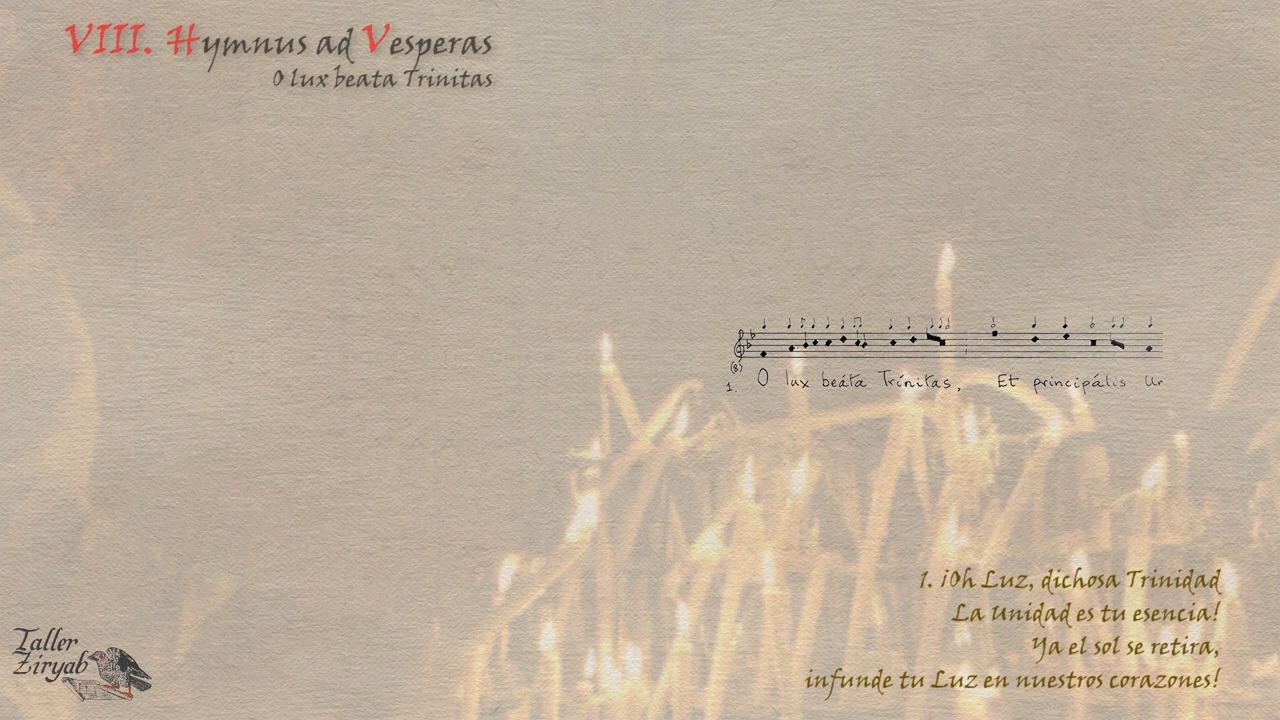 VIII. Hymnus ad Vesperas
O lux beata Trinitas
(8)
1. O lux beáta Trínitas, Et principális Un
1. ¡Oh Luz, dichosa Trinidad
La Unidad es tu esencia!
Ya el sol se retira,
infunde tu Luz en nuestros corazones!
Taller
Ziryab